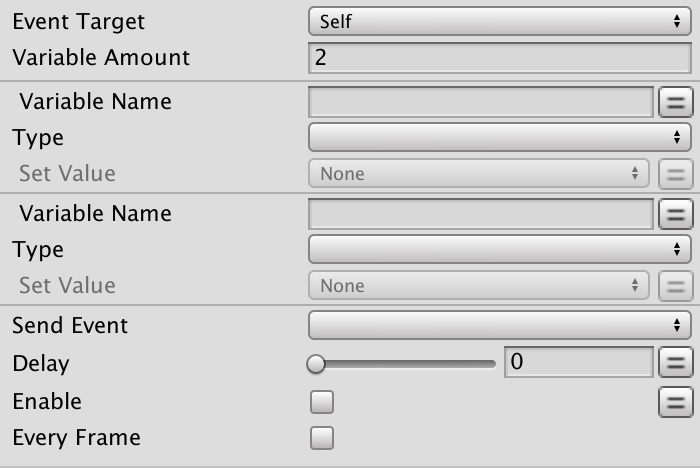 Event Target Self
Variable Amount 2
Variable Name
Type
Set Value None
Variable Name
Type
Set Value None
Send Event
Delay 0
Enable
Every Frame